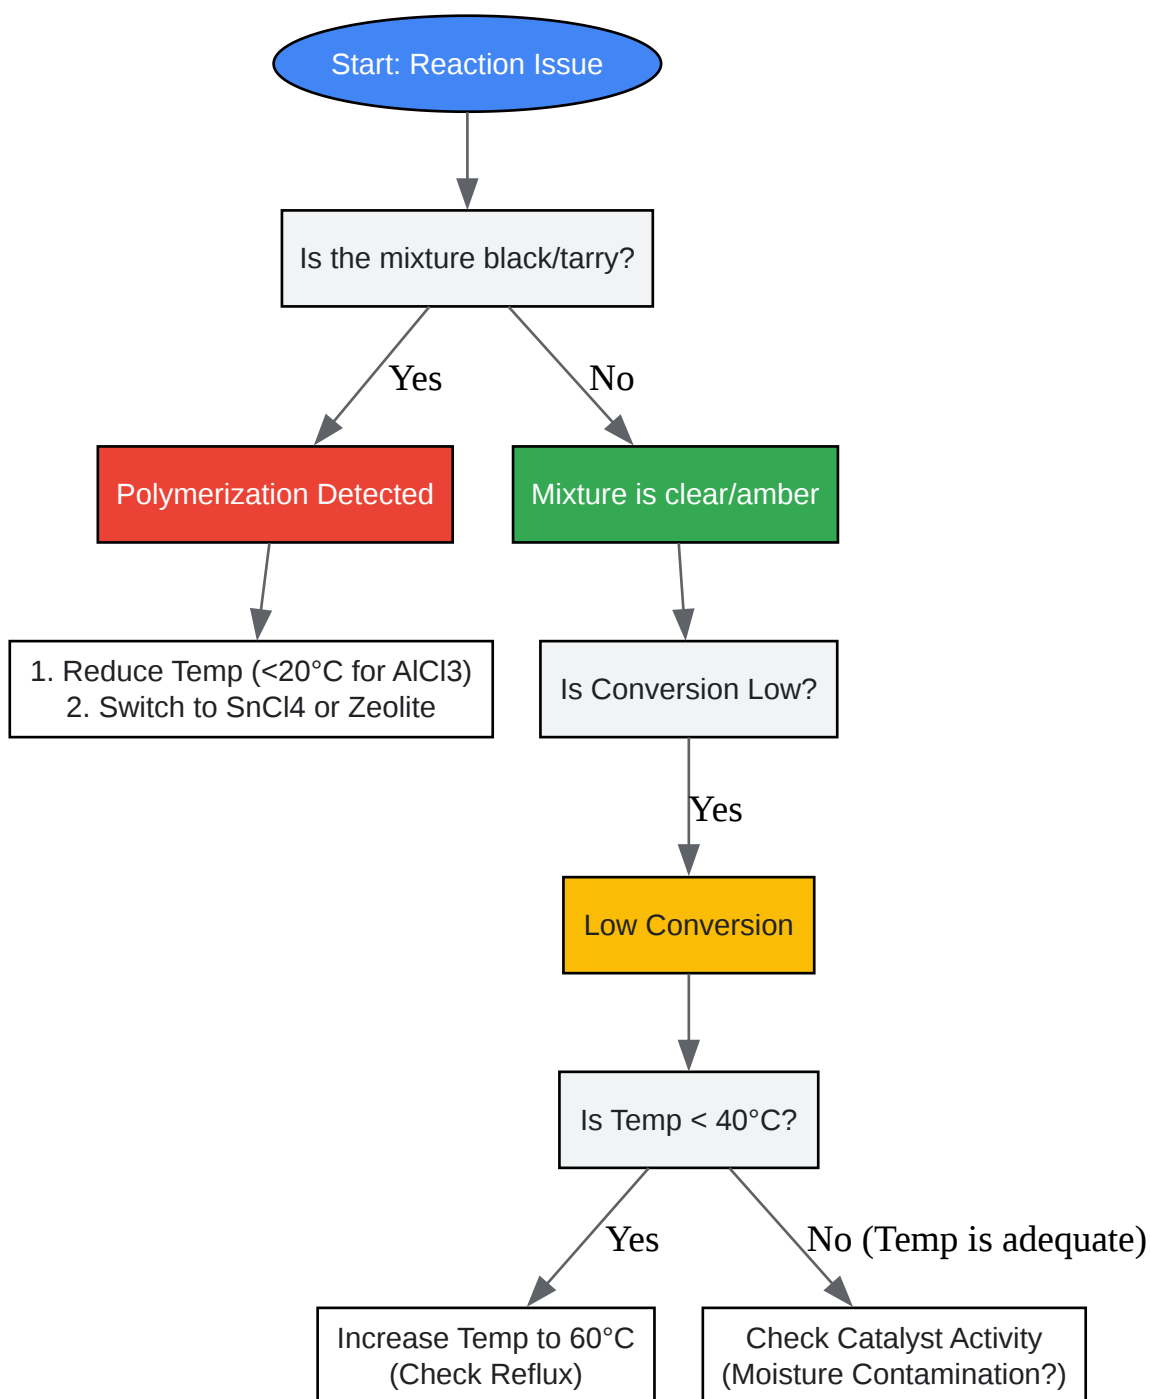 Start: Reaction Issue
Is the mixture black/tarry?
Yes
No
Polymerization Detected
Mixture is clear/amber
1. Reduce Temp (<20°C for AlCl3)
2. Switch to SnCl4 or Zeolite
Is Conversion Low?
Yes
Low Conversion
Is Temp < 40°C?
Yes
No (Temp is adequate)
Increase Temp to 60°C
(Check Reflux)
Check Catalyst Activity
(Moisture Contamination?)